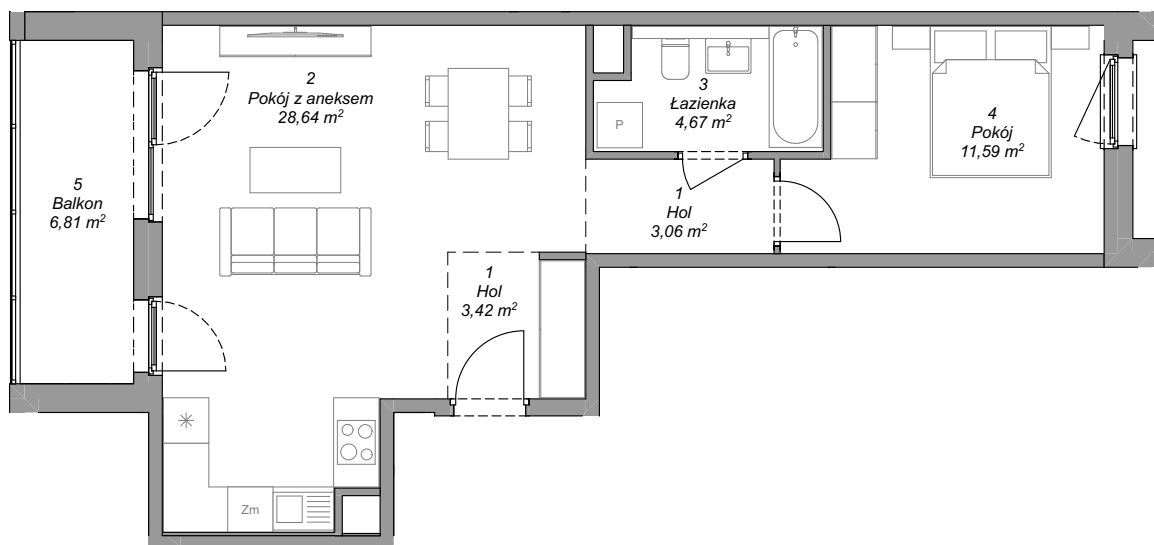 2
Pokój z aneksem
28,64 m²
3
Łazienka
4,67 m²
P
4
Pokój
11,59 m²
5
Balkon
6,81 m²
1
Hol
3,06 m²
1
Hol
3,42 m²
Zm